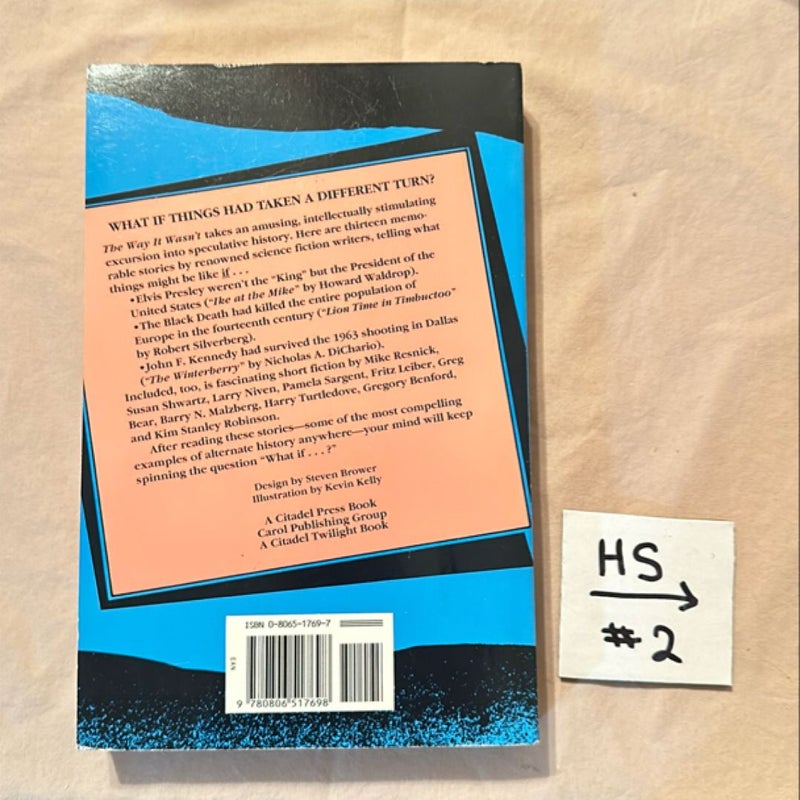 WHAT IF THINGS HAD TAKEN A DIFFERENT TURN?
The Way It Wasn't takes an amusing, intellectually stimulating
excursion into speculative history. Here are thirteen memo-
rable stories by renowned science fiction writers, telling what
things might be like if . . .
•Elvis Presley weren't the "King" but the President of the
United States ("Ike at the Mike" by Howard Waldrop).
•The Black Death had killed the entire population of
Europe in the fourteenth century ("Lion Time in Timbuctoo"
by Robert Silverberg).
•John F. Kennedy had survived the 1963 shooting in Dallas
("The Winterberry" by Nicholas A. DiChario).
Included, too, is fascinating short fiction by Mike Resnick,
Susan Shwartz, Larry Niven, Pamela Sargent, Fritz Leiber, Greg
Bear, Barry N. Malzberg, Harry Turtledove, Gregory Benford,
and Kim Stanley Robinson.
After reading these stories—some of the most compelling
examples of alternate history anywhere—your mind will keep
spinning the question "What if . . . ?"
Design by Steven Brower
Illustration by Kevin Kelly
A Citadel Press Book
Carol Publishing Group
A Citadel Twilight Book
ISBN 0-8065-1769-7
EAN
9 780806 517698
HS
#2